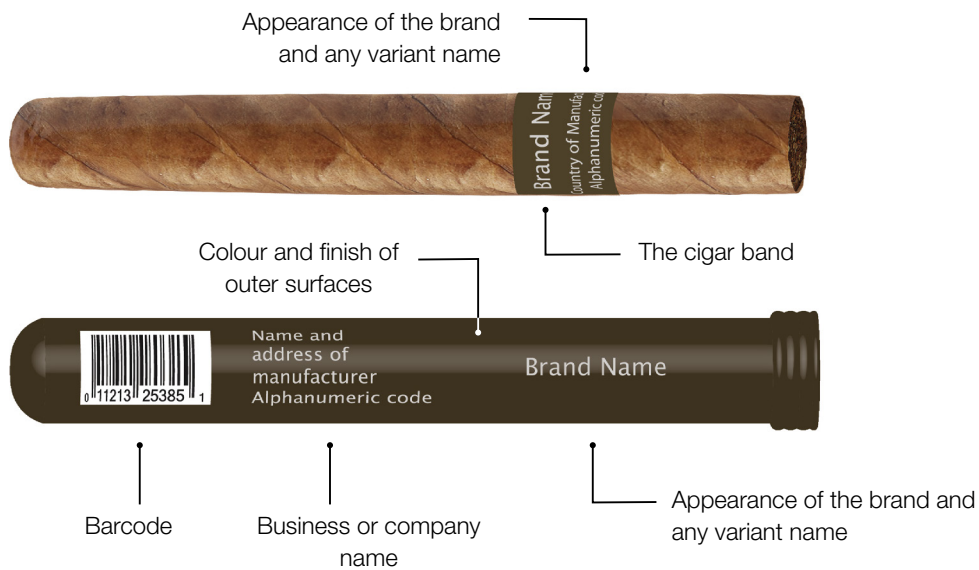 Appearance of the brand
and any variant name
Brand Nam
Country of Manufac
Alphanumeric co
The cigar band
Colour and finish of
outer surfaces
Name and
address of
manufacturer
Alphanumeric code
Brand Name
0 11213 25385 1
Barcode
Business or company
name
Appearance of the brand and
any variant name